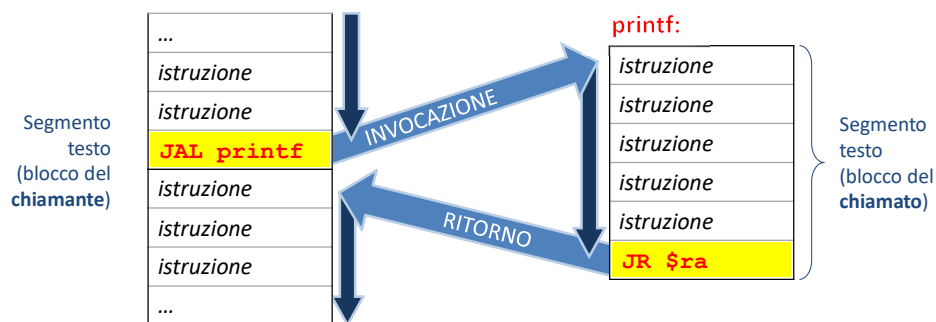 Segmento
testo
(blocco del
chiamante)
…
istruzione
istruzione
JAL printf
istruzione
istruzione
istruzione
…
INVOCAZIONE
RITORNO
printf:
istruzione
istruzione
istruzione
istruzione
istruzione
JR $ra
Segmento
testo
(blocco del
chiamato)